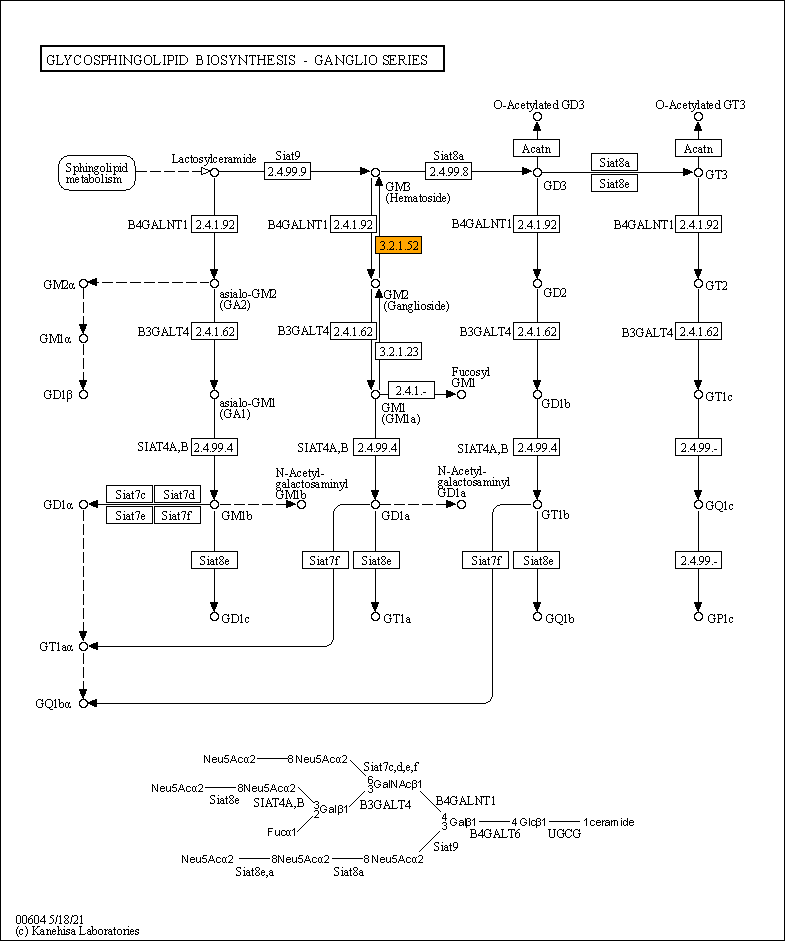 GLYCOSPHINGOLIPID BIOSYNTHESIS - GANGLIO SERIES
O-Acetylated GD3
O-Acetylated GT3
Acatn
Acatn
Sphingolipid
metabolism
Lactosylceramide
Siat9
2.4.99.9
Siat8a
2.4.99.8
Siat8a
Siat8e
GM3
(Hematoside)
GD3
GT3
B4GALNT1
2.4.1.92
B4GALNT1
2.4.1.92
B4GALNT1
2.4.1.92
B4GALNT1
2.4.1.92
3.2.1.52
GM2α
asialo-GM2
(GA2)
GM2
(Ganglioside)
GD2
GT2
GM1α
B3GALT4
2.4.1.62
B3GALT4
2.4.1.62
B3GALT4
2.4.1.62
B3GALT4
2.4.1.62
3.2.1.23
GD1β
asialo-GM1
(GA1)
2.4.1.-
Fucosyl
GM1
GM1
(GM1a)
GD1b
GT1c
SIAT4A,B
2.4.99.4
SIAT4A,B
2.4.99.4
SIAT4A,B
2.4.99.4
2.4.99.-
N-Acetyl-
galactosaminyl
GM1b
N-Acetyl-
galactosaminyl
GD1a
GD1α
Siat7c
Siat7d
Siat7e
Siat7f
GM1b
GD1a
GT1b
GQ1c
Siat8e
Siat7f
Siat8e
Siat7f
Siat8e
2.4.99.-
GD1c
GT1a
GQ1b
GP1c
GT1aα
GQ1bα
Neu5Acα2
8Neu5Acα2
Siat7c,d,e,f
6
3
GalNAcβ1
Neu5Acα2
8Neu5Acα2
Siat8e
SIAT4A,B
3
2
Galβ1
B3GALT4
B4GALNT1
Fucα1
4
3
Galβ1
4 Glcβ1
1ceramide
B4GALT6
UGCG
Siat9
Neu5Acα2
8Neu5Acα2
8 Neu5Acα2
Siat8e,a
Siat8a
00604 5/18/21
(c) Kanehisa Laboratories